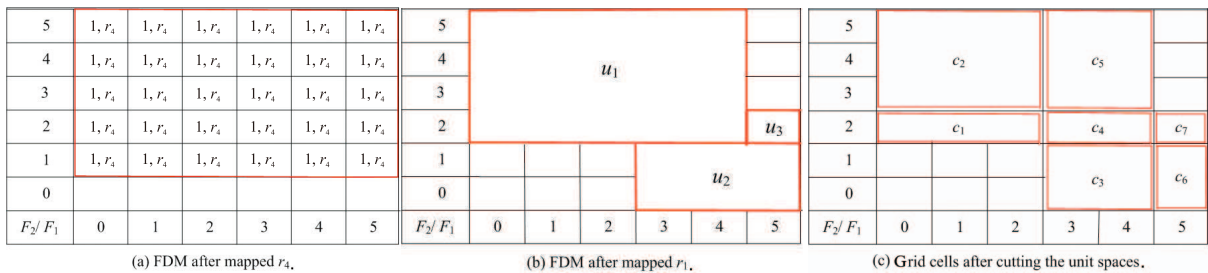 5 1, r₄ 1, r₄ 1, r₄ 1, r₄ 1, r₄ 1, r₄
4 1, r₄ 1, r₄ 1, r₄ 1, r₄ 1, r₄ 1, r₄
3 1, r₄ 1, r₄ 1, r₄ 1, r₄ 1, r₄ 1, r₄
2 1, r₄ 1, r₄ 1, r₄ 1, r₄ 1, r₄ 1, r₄
1 1, r₄ 1, r₄ 1, r₄ 1, r₄ 1, r₄ 1, r₄
0
F₂/ F₁ 0 1 2 3 4 5
(a) FDM after mapped r₄.
5
4 u₁
3
2 u₃
1 u₂
0
F₂/ F₁ 0 1 2 3 4 5
(b) FDM after mapped r₁.
5
4 c₂ c₅
3
2 c₁ c₄ c₇
1 c₃ c₆
0
F₂/ F₁ 0 1 2 3 4 5
(c) Grid cells after cutting the unit spaces.